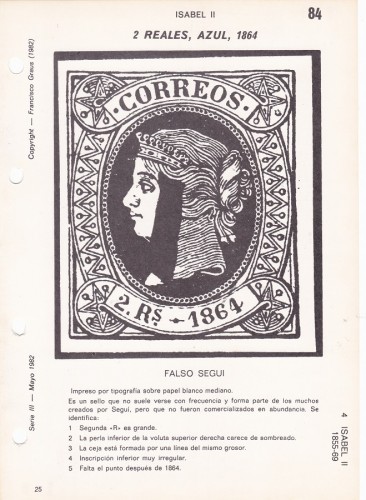 ISABEL II
84
2 REALES, AZUL, 1864
Copyright — Francisco Graus (1982)
CORREOS
2. Rs - 1864
FALSO SEGUI
Impreso por tipografía sobre papel blanco mediano.
Es un sello que no suele verse con frecuencia y forma parte de los muchos
creados por Segui, pero que no fueron comercializados en abundancia. Se
identifica:
1 Segunda «R» es grande.
2 La perla inferior de la voluta superior derecha carece de sombreado.
3 La ceja está formada por una línea del mismo grosor.
4 Inscripción inferior muy irregular.
5 Falta el punto después de 1864.
Serie III — Mayo 1982
4 ISABEL II
1855-69
25